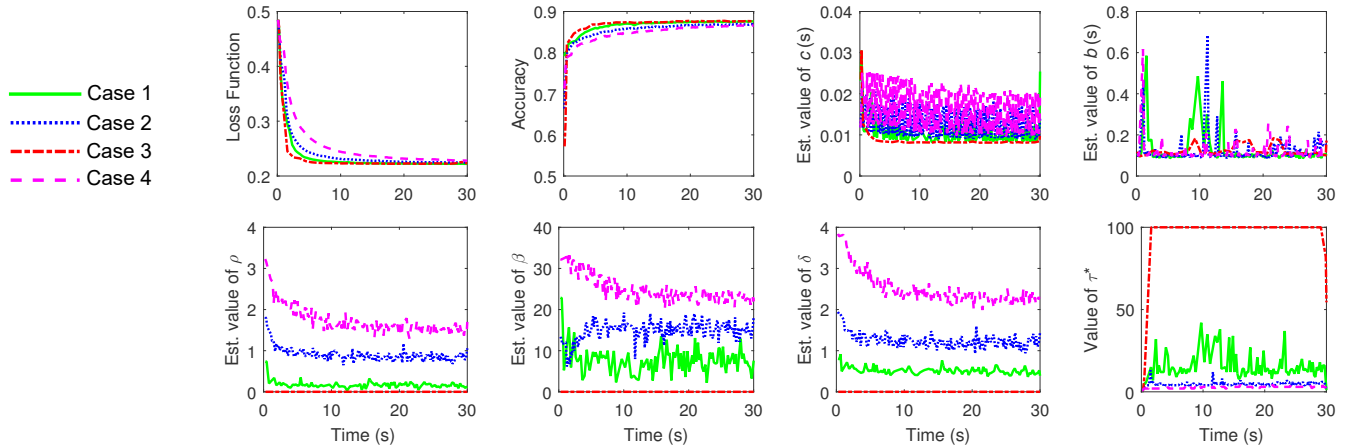 Case 1
Case 2
Case 3
Case 4
Loss Function
0.5
0.4
0.3
0.2
0 10 20 30
Accuracy
0.9
0.8
0.7
0.6
0.5
0 10 20 30
Est. value of c (s)
0.04
0.03
0.02
0.01
0
0 10 20 30
Est. value of b (s)
0.8
0.6
0.4
0.2
0
0 10 20 30
Est. value of ρ
4
3
2
1
0
0 10 20 30
Time (s)
Est. value of β
40
30
20
10
0
0 10 20 30
Time (s)
Est. value of δ
4
3
2
1
0
0 10 20 30
Time (s)
Value of τ*
100
50
0
0 10 20 30
Time (s)